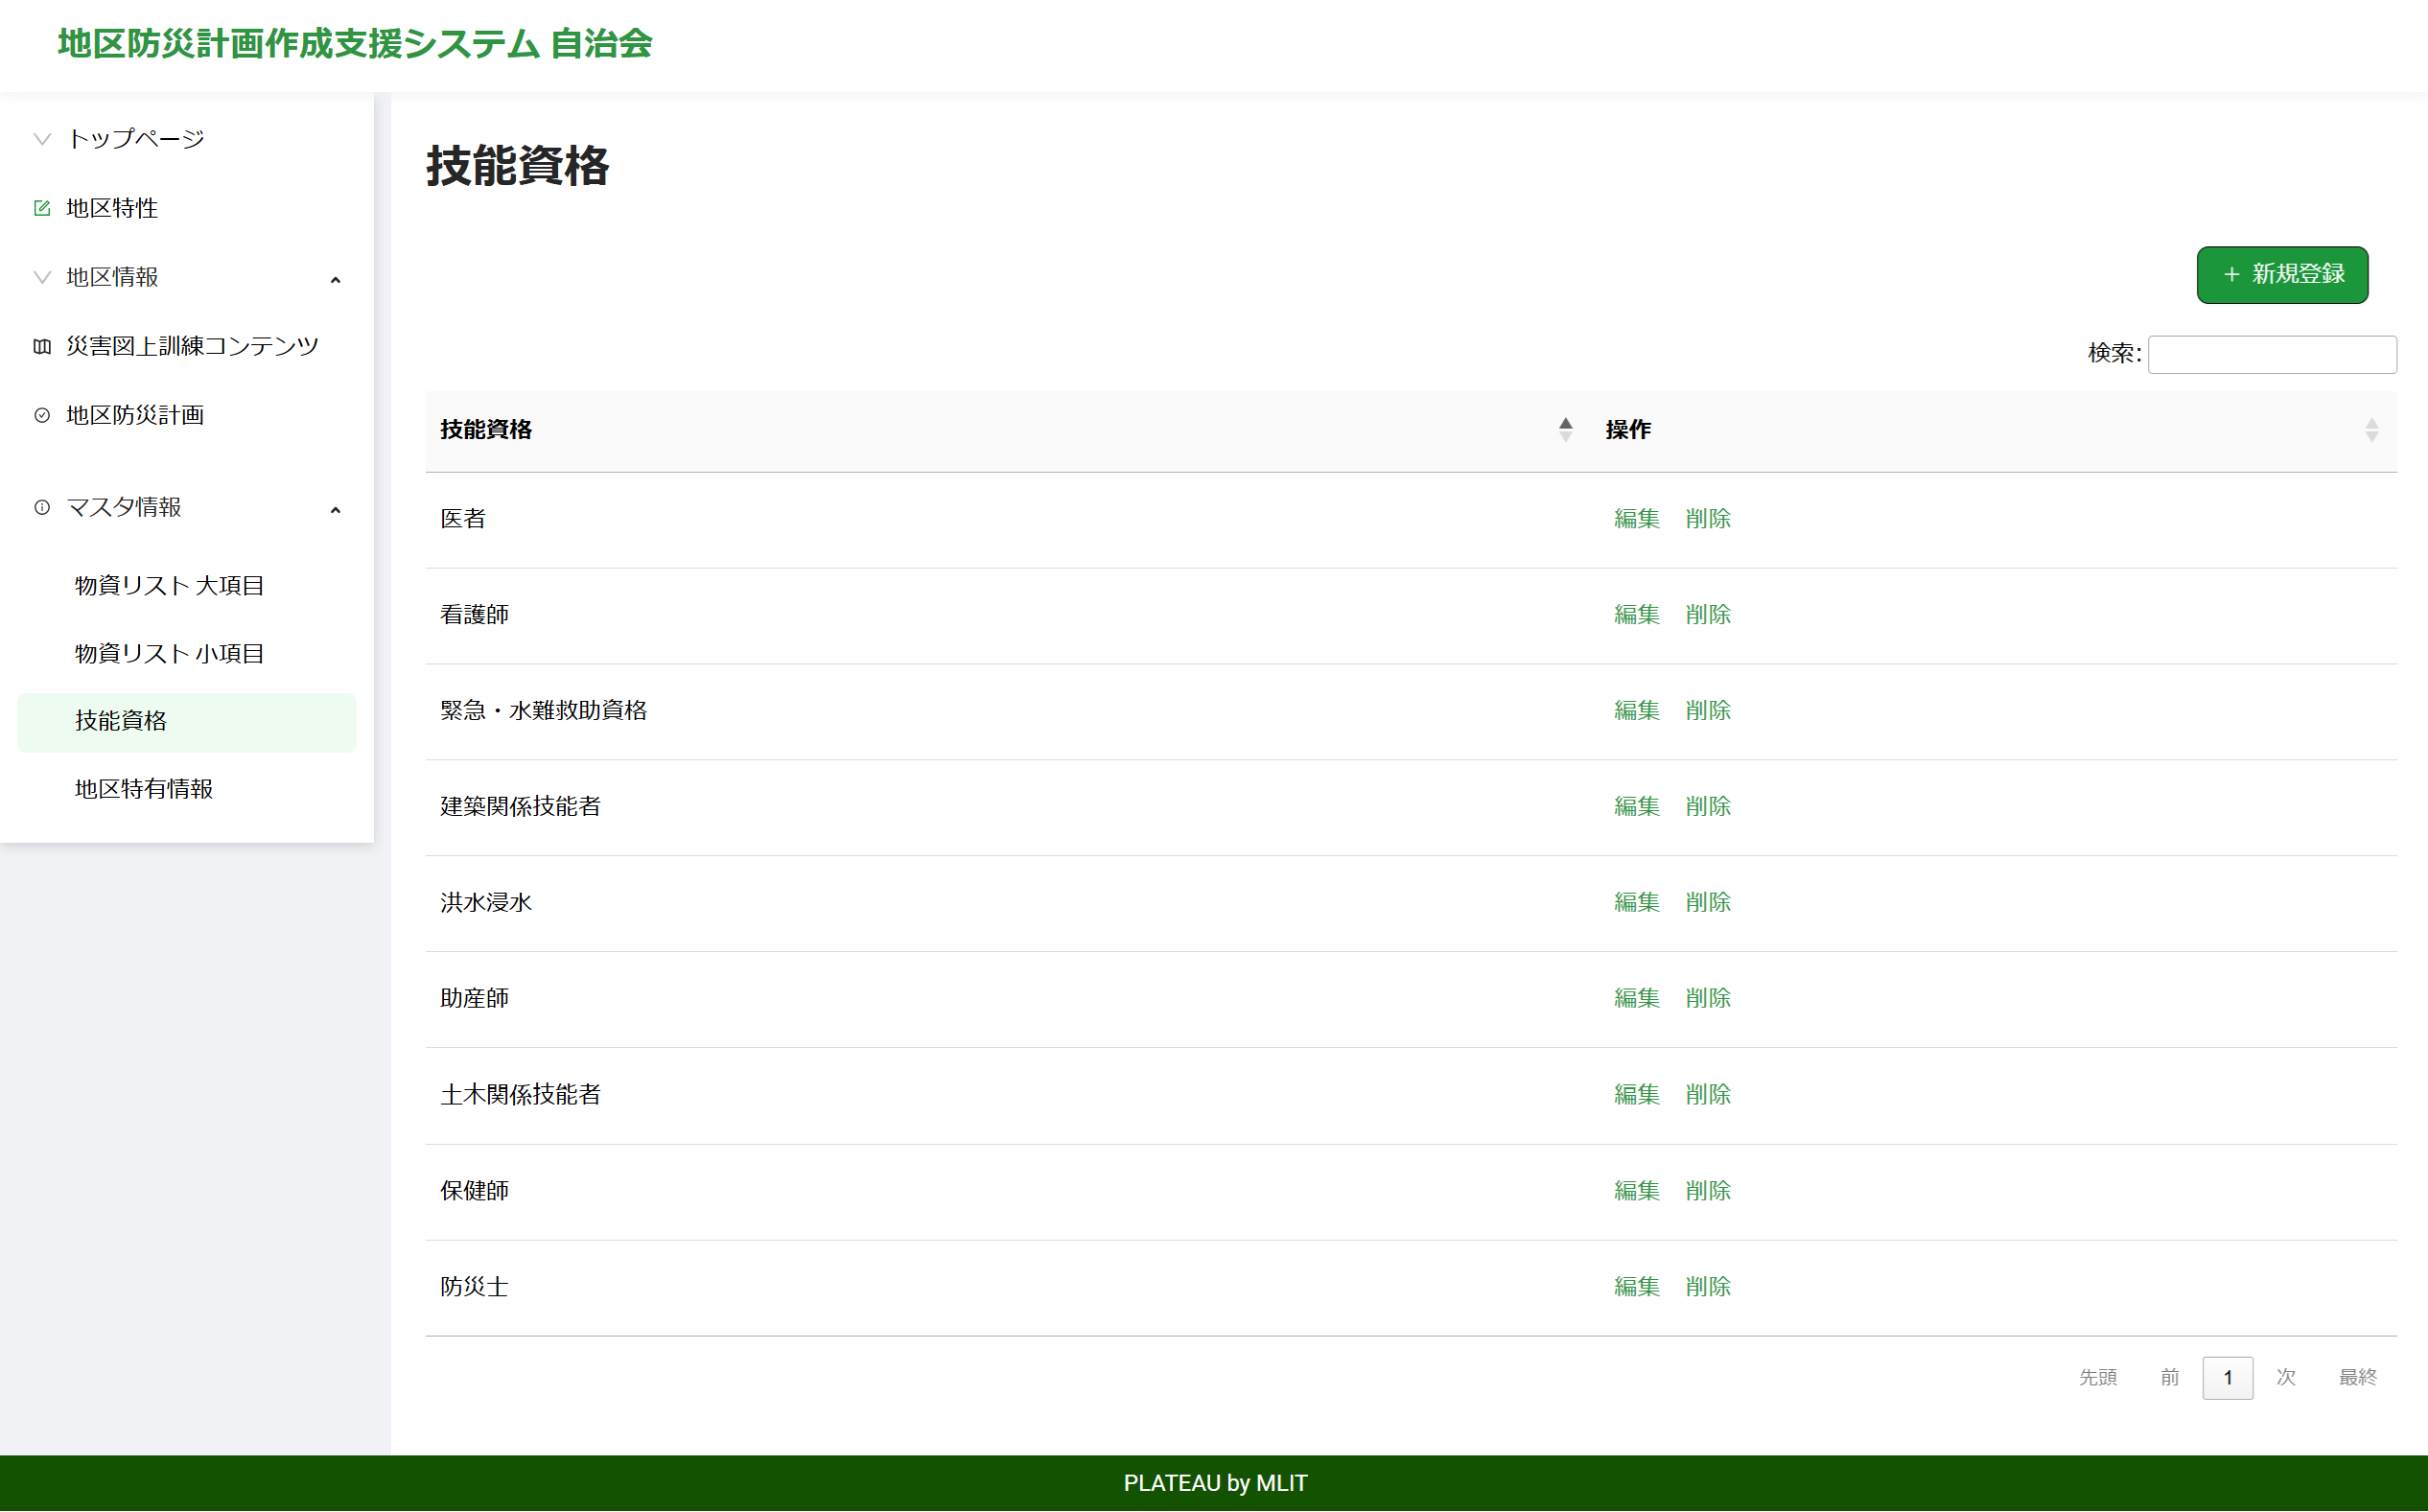 地区防災計画作成支援システム 自治会
トップページ
地区特性
地区情報
災害図上訓練コンテンツ
地区防災計画
マスタ情報
物資リスト 大項目
物資リスト 小項目
技能資格
地区特有情報
技能資格
+ 新規登録
検索:
技能資格 操作
医者 編集 削除
看護師 編集 削除
緊急・水難救助資格 編集 削除
建築関係技能者 編集 削除
洪水浸水 編集 削除
助産師 編集 削除
土木関係技能者 編集 削除
保健師 編集 削除
防災士 編集 削除
先頭 前 1 次 最終
PLATEAU by MLIT